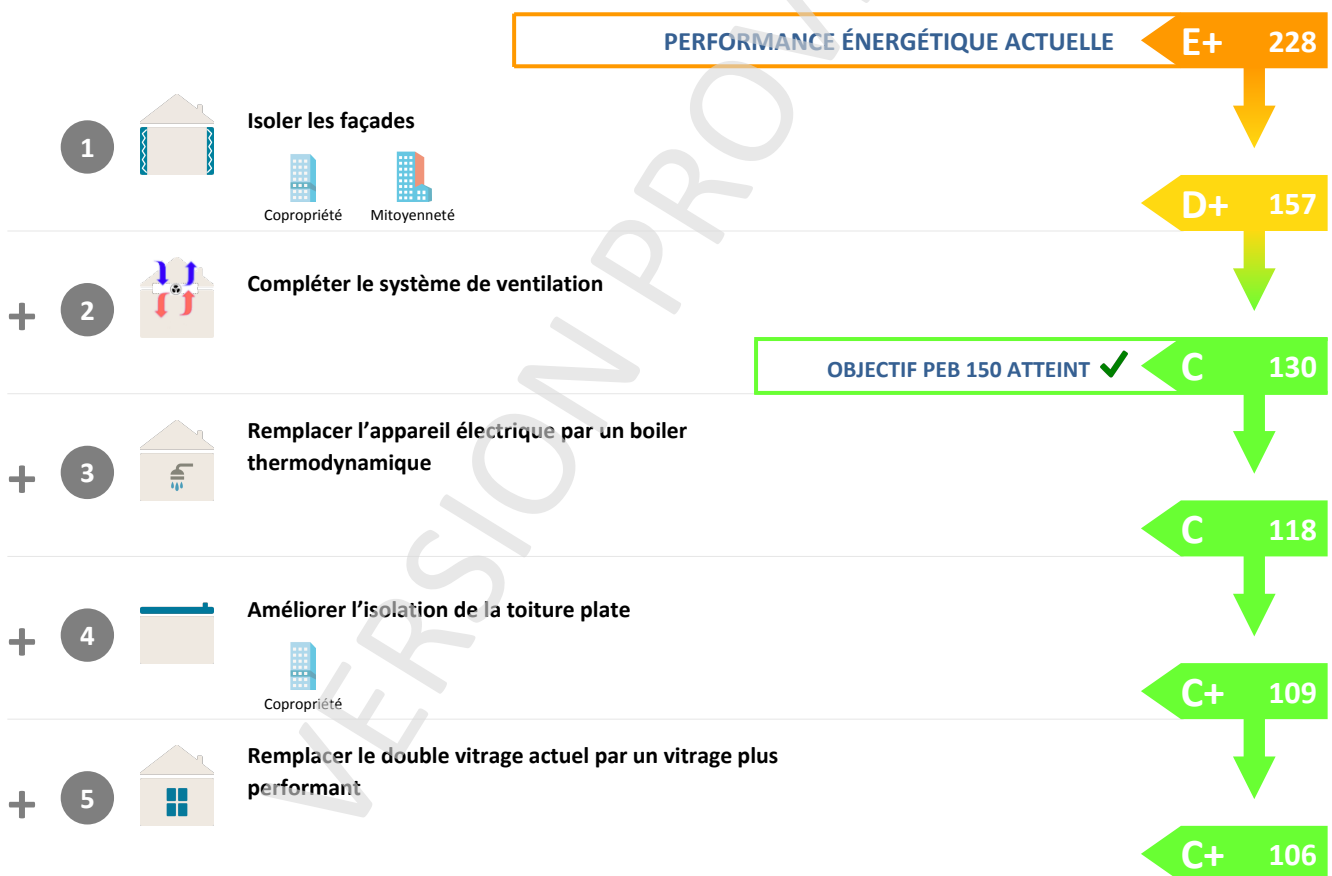 PERFORMANCE ÉNERGÉTIQUE ACTUELLE E+ 228
1 Isoler les façades
Copropriété Mitoyenneté
D+ 157
+ 2 Compléter le système de ventilation
OBJECTIF PEB 150 ATTEINT ✓ C 130
+ 3 Remplacer l'appareil électrique par un boiler
thermodynamique
C 118
+ 4 Améliorer l'isolation de la toiture plate
Copropriété
C+ 109
+ 5 Remplacer le double vitrage actuel par un vitrage plus
performant
C+ 106
VERSION PROV